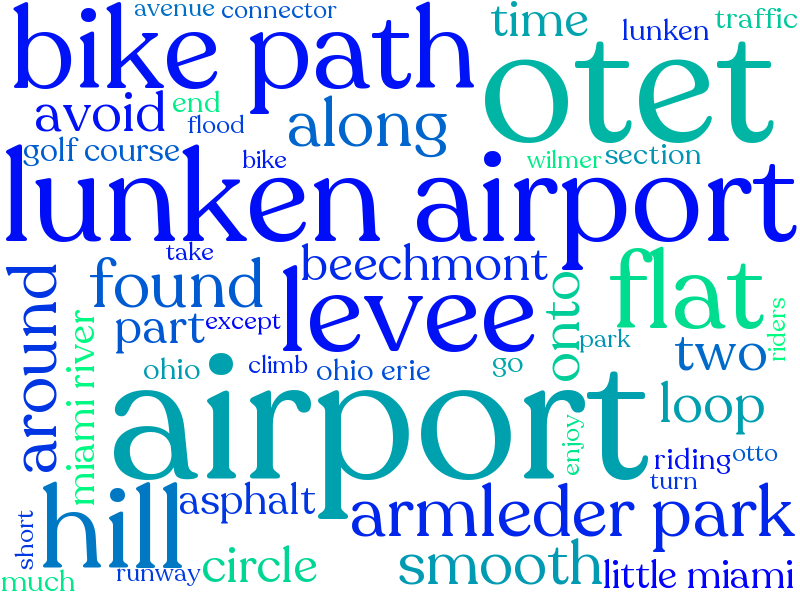 avenue connector
time
traffic
lunken
bike path
otet
avoid
end
flood
along
golf course
bike
wilmer
section
lunken airport
take
beechmont
found
flat
around
levee
onto
part
except
miami river
park
riders
two
ohio
climb
ohio erie
go
airport
loop
enjoy
riding
otto
turn
hill
asphalt
armleder park
short
smooth
circle
runway
much
little miami